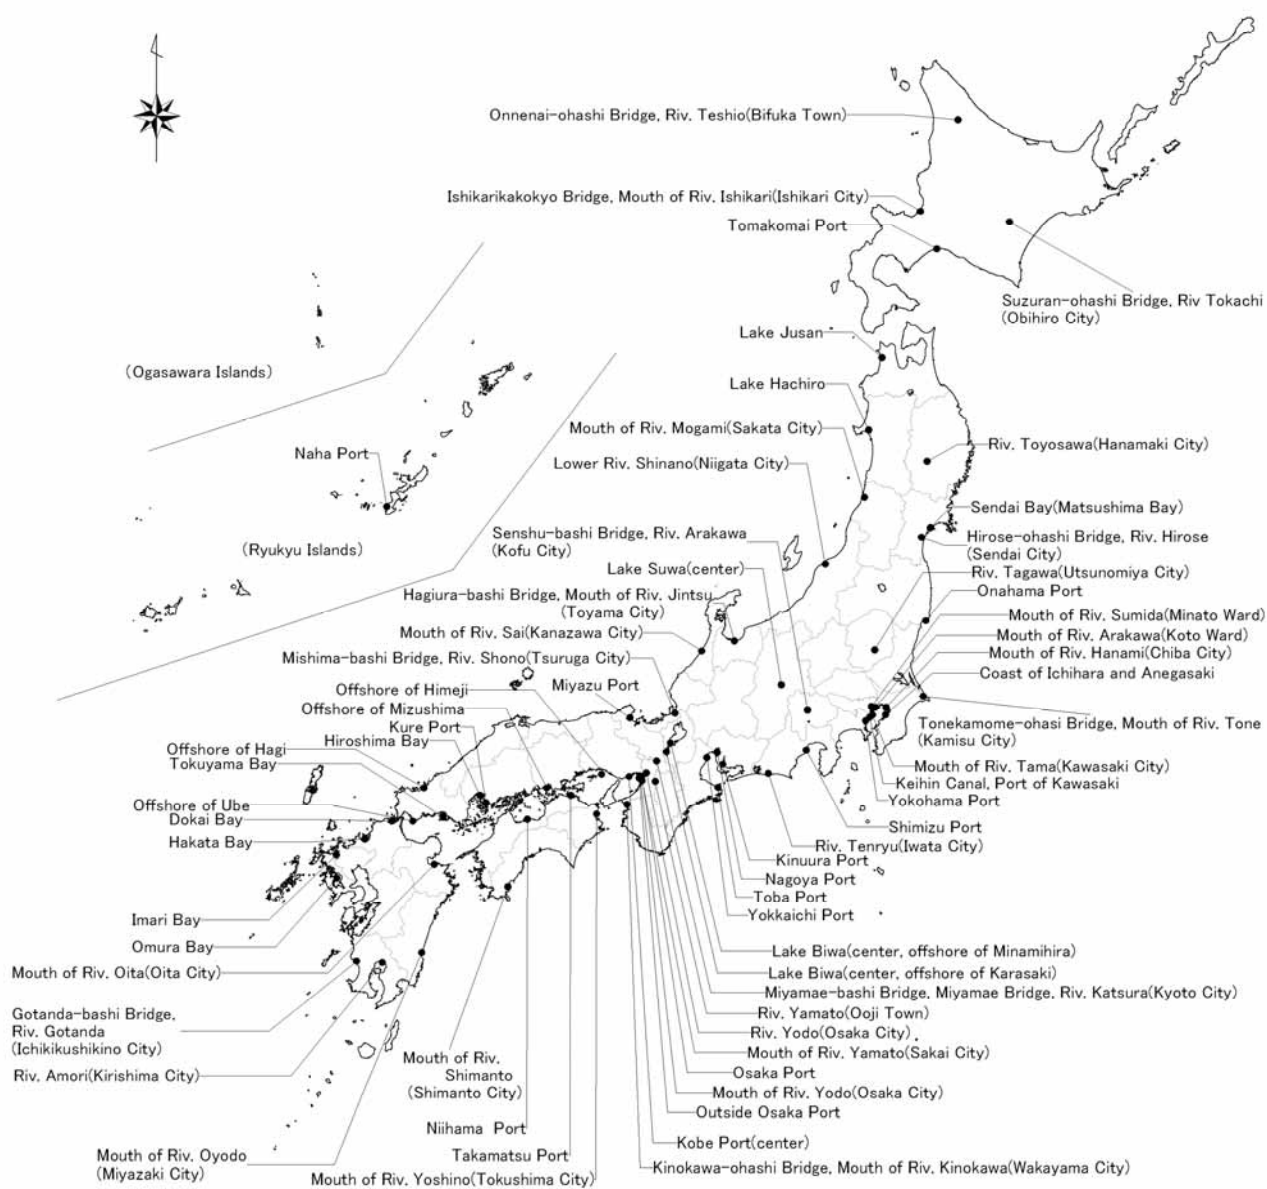 Onnenai-ohashi Bridge, Riv. Teshio(Bifuka Town)
Ishikarikakokyo Bridge, Mouth of Riv. Ishikari(Ishikari City)
Tomakomai Port
Suzuran-ohashi Bridge, Riv Tokachi
(Obihiro City)
Lake Jusan
(Ogasawara Islands)
Lake Hachiro
Mouth of Riv. Mogami(Sakata City)
Riv. Toyosawa(Hanamaki City)
Naha Port
Lower Riv. Shinano(Niigata City)
Sendai Bay(Matsushima Bay)
Senshu-bashi Bridge, Riv. Arakawa
(Kofu City)
Hirose-ohashi Bridge, Riv. Hirose
(Sendai City)
(Ryukyu Islands)
Lake Suwa(center)
Riv. Tagawa(Utsunomiya City)
Onahama Port
Hagiura-bashi Bridge, Mouth of Riv. Jintsu
(Toyama City)
Mouth of Riv. Sumida(Minato Ward)
Mouth of Riv. Sai(Kanazawa City)
Mouth of Riv. Arakawa(Koto Ward)
Mishima-bashi Bridge, Riv. Shono(Tsuruga City)
Mouth of Riv. Hanami(Chiba City)
Coast of Ichihara and Anegasaki
Miyazu Port
Offshore of Himeji
Offshore of Mizushima
Kure Port
Tonekamome-ohasi Bridge, Mouth of Riv. Tone
(Kamisu City)
Hiroshima Bay
Offshore of Hagi
Tokuyama Bay
Mouth of Riv. Tama(Kawasaki City)
Keihin Canal, Port of Kawasaki
Yokohama Port
Offshore of Ube
Dokai Bay
Shimizu Port
Hakata Bay
Riv. Tenryu(Iwata City)
Kinuura Port
Nagoya Port
Toba Port
Yokkaichi Port
Imari Bay
Omura Bay
Lake Biwa(center, offshore of Minamihira)
Mouth of Riv. Oita(Oita City)
Lake Biwa(center, offshore of Karasaki)
Miyamae-bashi Bridge, Miyamae Bridge, Riv. Katsura(Kyoto City)
Gotanda-bashi Bridge,
Riv. Gotanda
(Ichikikushikino City)
Riv. Yamato(Ooji Town)
Riv. Yodo(Osaka City)
Mouth of Riv. Yamato(Sakai City)
Mouth of Riv.
Shimanto
(Shimanto City)
Riv. Amori(Kirishima City)
Osaka Port
Mouth of Riv. Yodo(Osaka City)
Outside Osaka Port
Niihama Port
Kobe Port(center)
Mouth of Riv. Oyodo
(Miyazaki City)
Takamatsu Port
Kinokawa-ohashi Bridge, Mouth of Riv. Kinokawa(Wakayama City)
Mouth of Riv. Yoshino(Tokushima City)